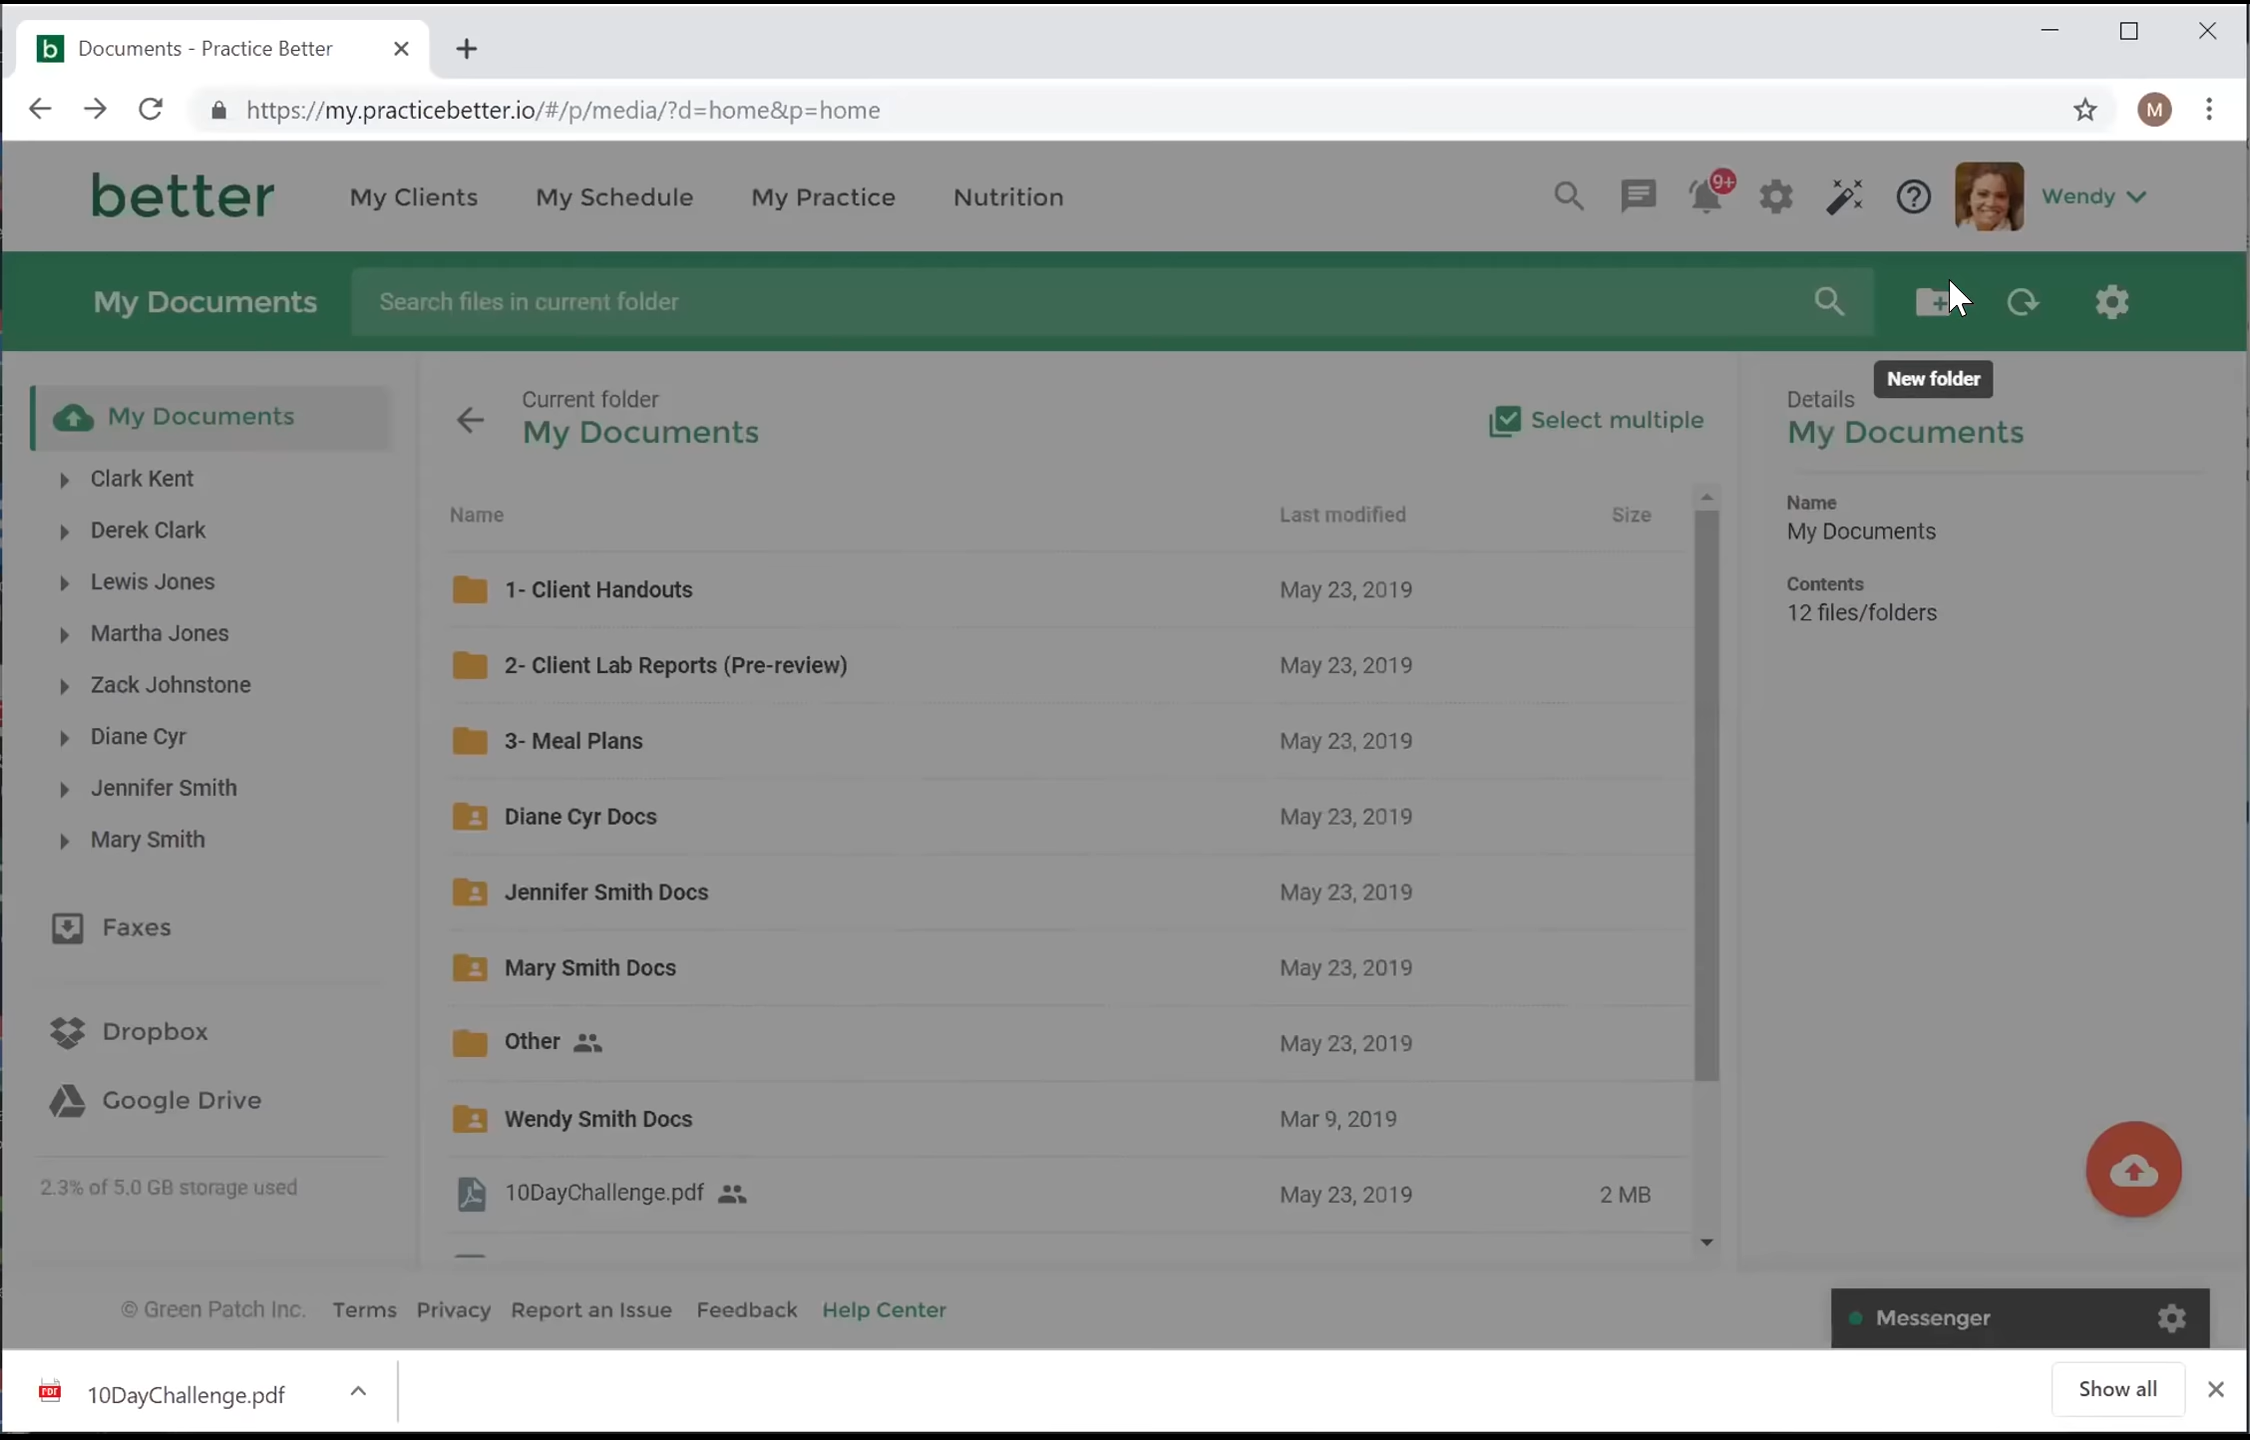 b Documents - Practice Better
https://my.practicebetter.io/#/p/media/?d=home&p=home
M
better My Clients My Schedule My Practice Nutrition 9+ Wendy
My Documents Search files in current folder
New folder
My Documents
Clark Kent
Derek Clark
Lewis Jones
Martha Jones
Zack Johnstone
Diane Cyr
Jennifer Smith
Mary Smith
Faxes
Dropbox
Google Drive
2.3% of 5.0 GB storage used
Current folder
My Documents
Select multiple
Name Last modified Size
1- Client Handouts May 23, 2019
2- Client Lab Reports (Pre-review) May 23, 2019
3- Meal Plans May 23, 2019
Diane Cyr Docs May 23, 2019
Jennifer Smith Docs May 23, 2019
Mary Smith Docs May 23, 2019
Other May 23, 2019
Wendy Smith Docs Mar 9, 2019
10DayChallenge.pdf May 23, 2019 2 MB
Details
My Documents
Name
My Documents
Contents
12 files/folders
© Green Patch Inc. Terms Privacy Report an Issue Feedback Help Center
Messenger
PDF 10DayChallenge.pdf Show all